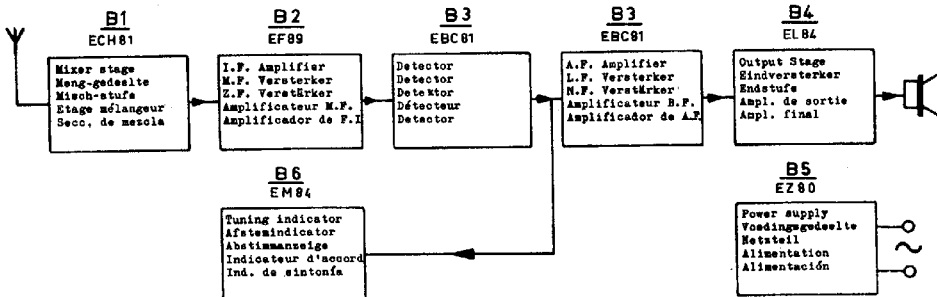 B1
ECH81
Mixer stage
Meng-gedeelte
Misch-stufe
Etage mélangeur
Secc. de mezcla
B2
EF89
I.F. Amplifier
M.F. Versterker
Z.F. Verstärker
Amplificateur M.F.
Amplificador de F.I
B3
EBC81
Detector
Detector
Detektor
Détecteur
Detector
B3
EBC81
A.F. Amplifier
L.F. Versterker
N.F. Verstärker
Amplificateur B.F.
Amplificador de A.F.
B4
EL84
Output Stage
Eindversterker
Endstufe
Ampl. de sortie
Ampl. final
B6
EM84
Tuning indicator
Afstemindicator
Abstimmanzeige
Indicateur d'accord
Ind. de sintonía
B5
EZ80
Power supply
Voedingsgedeelte
Netzteil
Alimentation
Alimentación